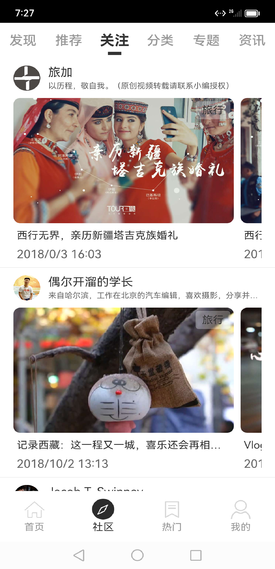 7:27
发现 推荐 关注 分类 专题 资讯
旅加
以历程，敬自我。（原创视频转载请联系小编授权）
旅行
亲历新疆
塔吉克族婚礼
西行无界，亲历新疆塔吉克族婚礼
西行
2018/0/3 16:03
201
偶尔开溜的学长
来自哈尔滨，工作在北京的汽车编辑，喜欢摄影，分享并…
旅行
记录西藏：这一程又一城，喜乐还会再相…
Vlog
2018/10/2 13:13
201
Jacob T. Swinney
首页 社区 热门 我的